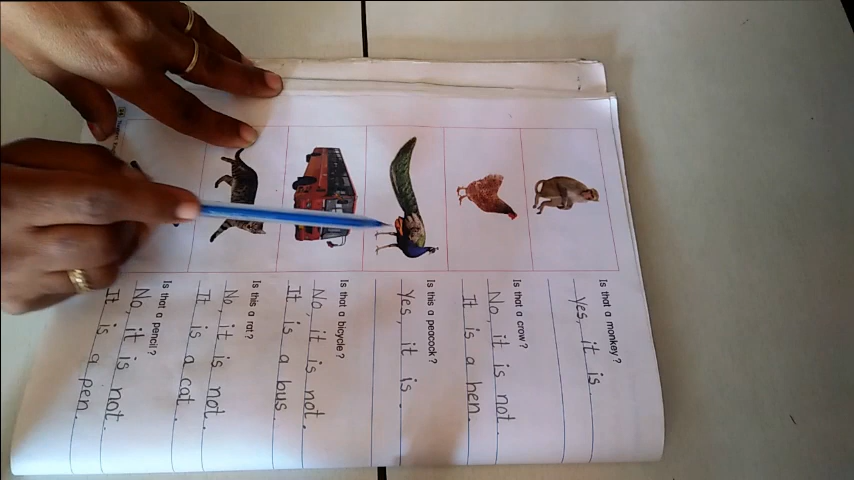 Is that a monkey?
Yes, it is.
Is that a crow?
No, it is not.
It is a hen.
Is this a peacock?
Yes, it is.
Is that a bicycle?
No, it is not.
It is a bus.
Is this a rat?
No, it is not.
It is a cat.
Is that a pencil?
No, it is not.
It is a pen.